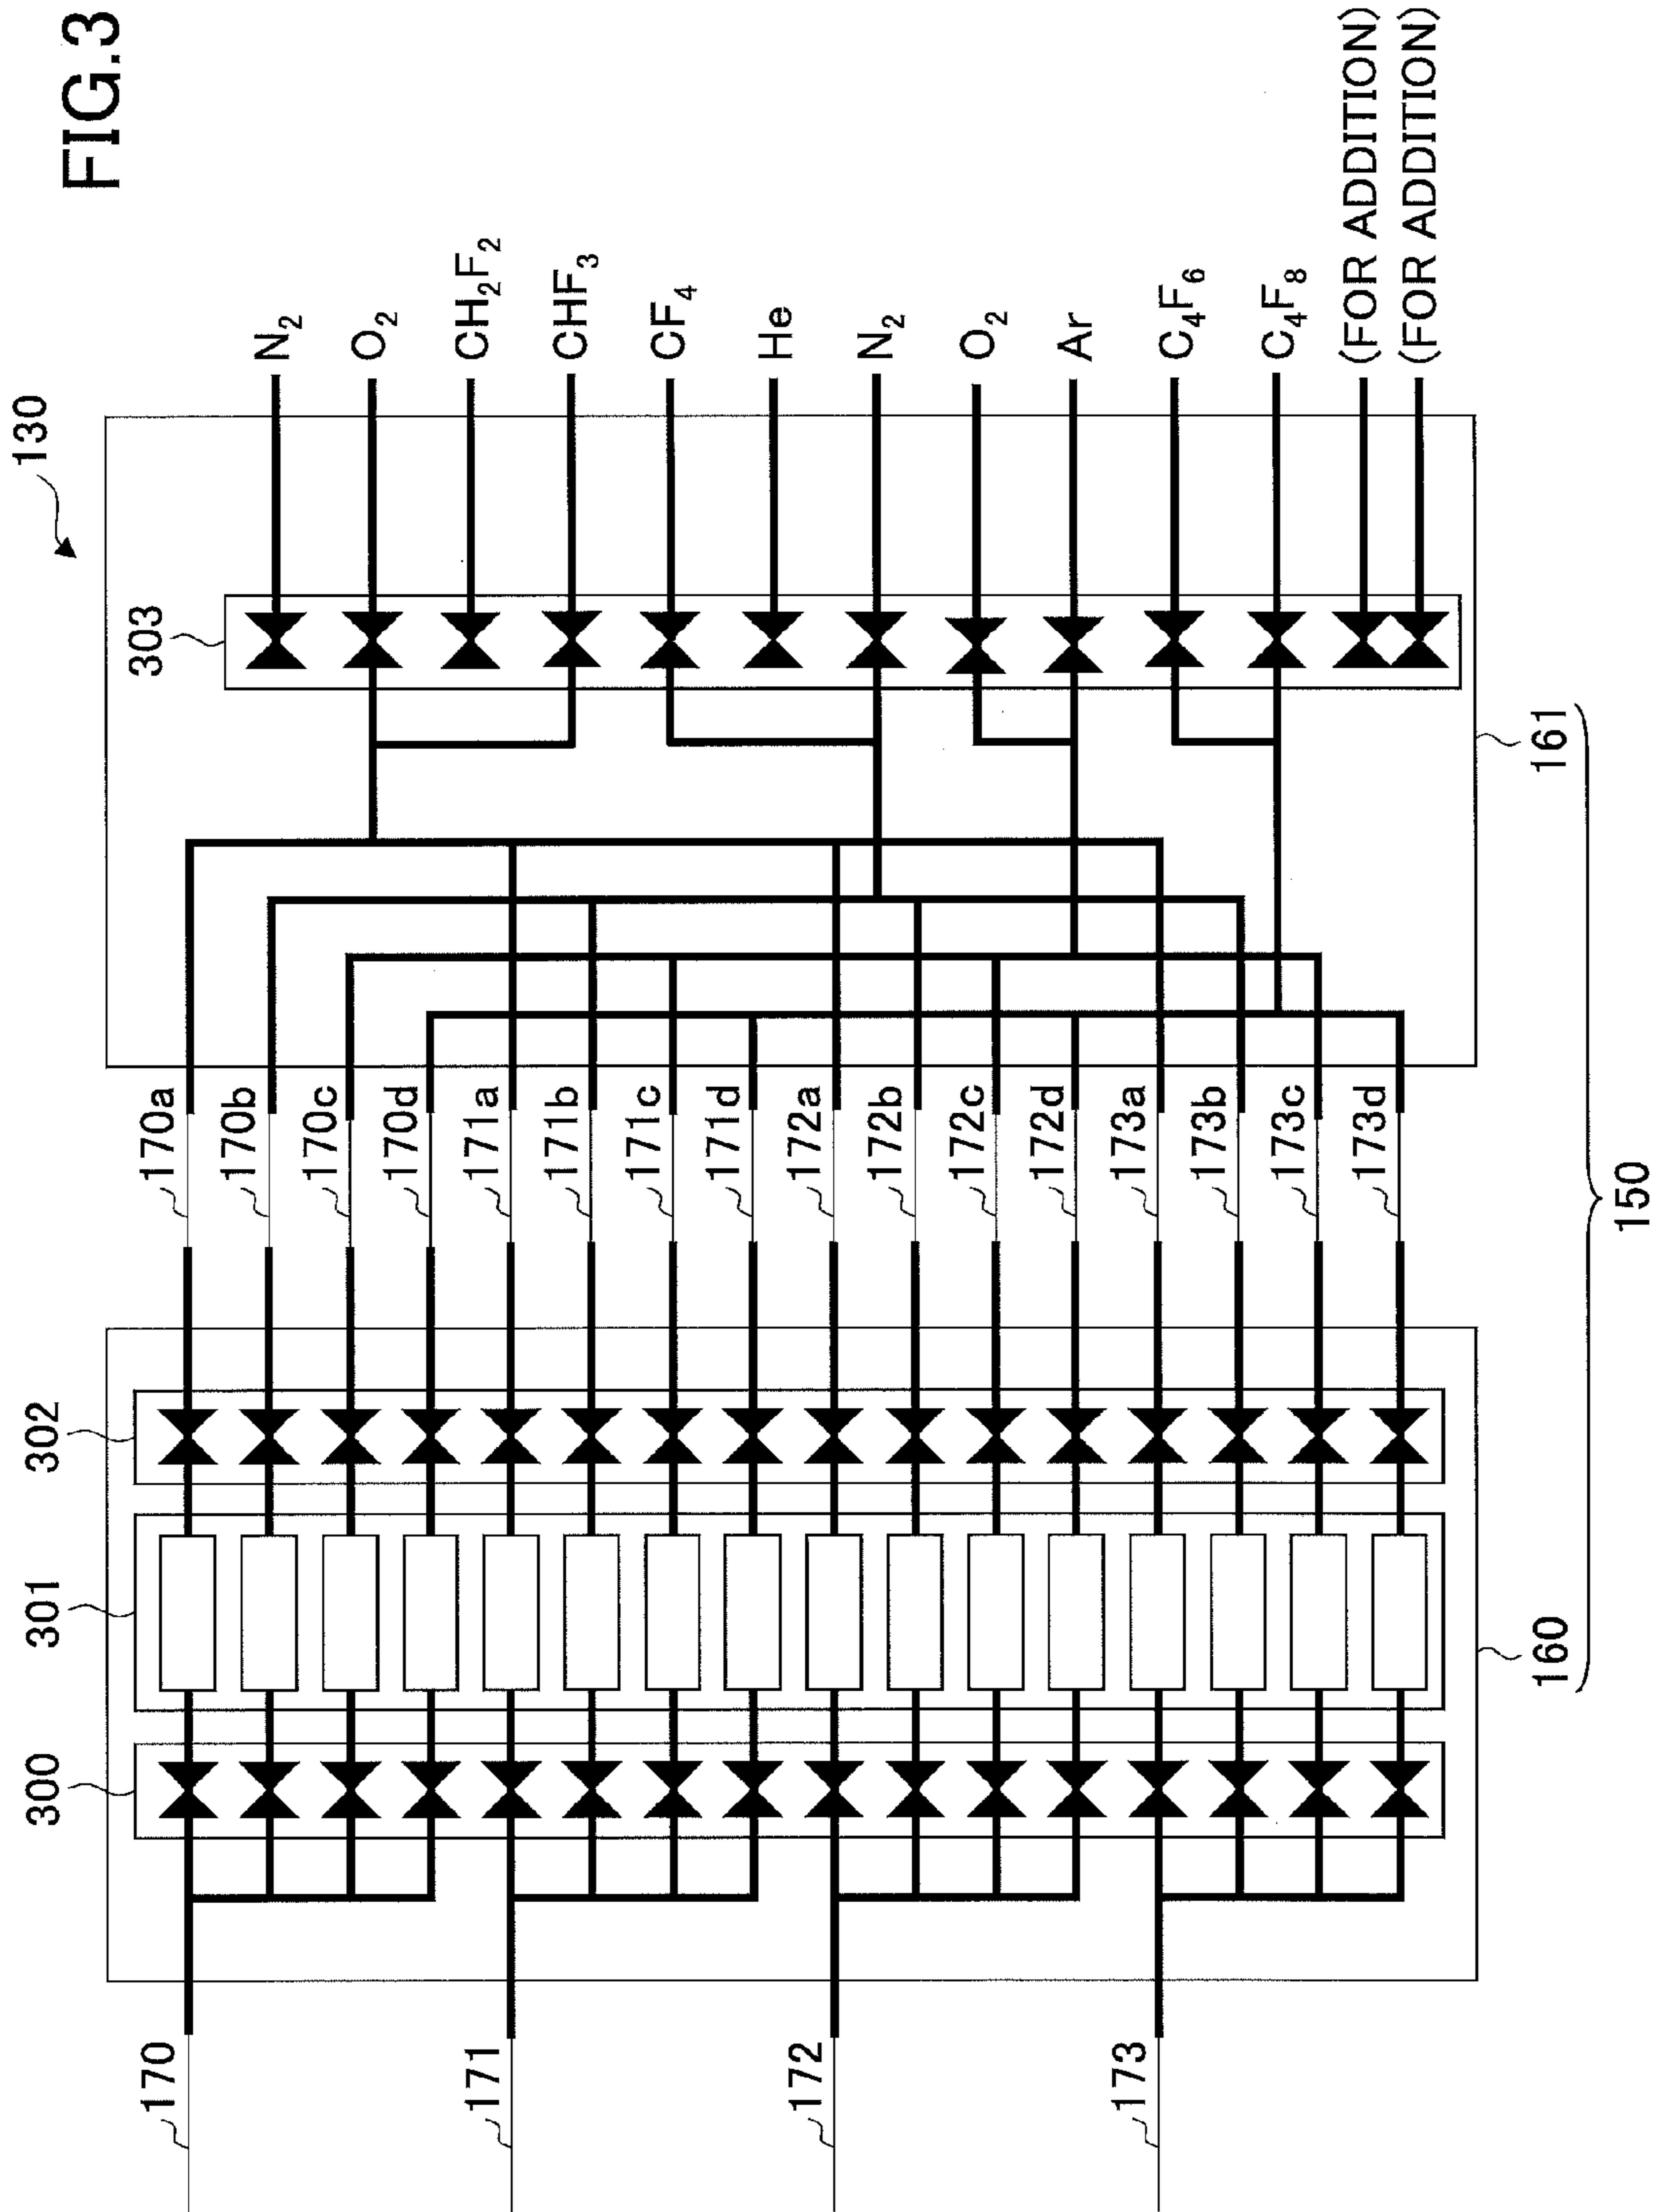 FIG.3
130
303
N2
O2
CH2F2
CHF3
CF4
He
N2
O2
Ar
C4F6
C4F8
(FOR ADDITION)
(FOR ADDITION)
161
170a
170b
170c
170d
171a
171b
171c
171d
172a
172b
172c
172d
173a
173b
173c
173d
150
302
301
300
160
170
171
172
173